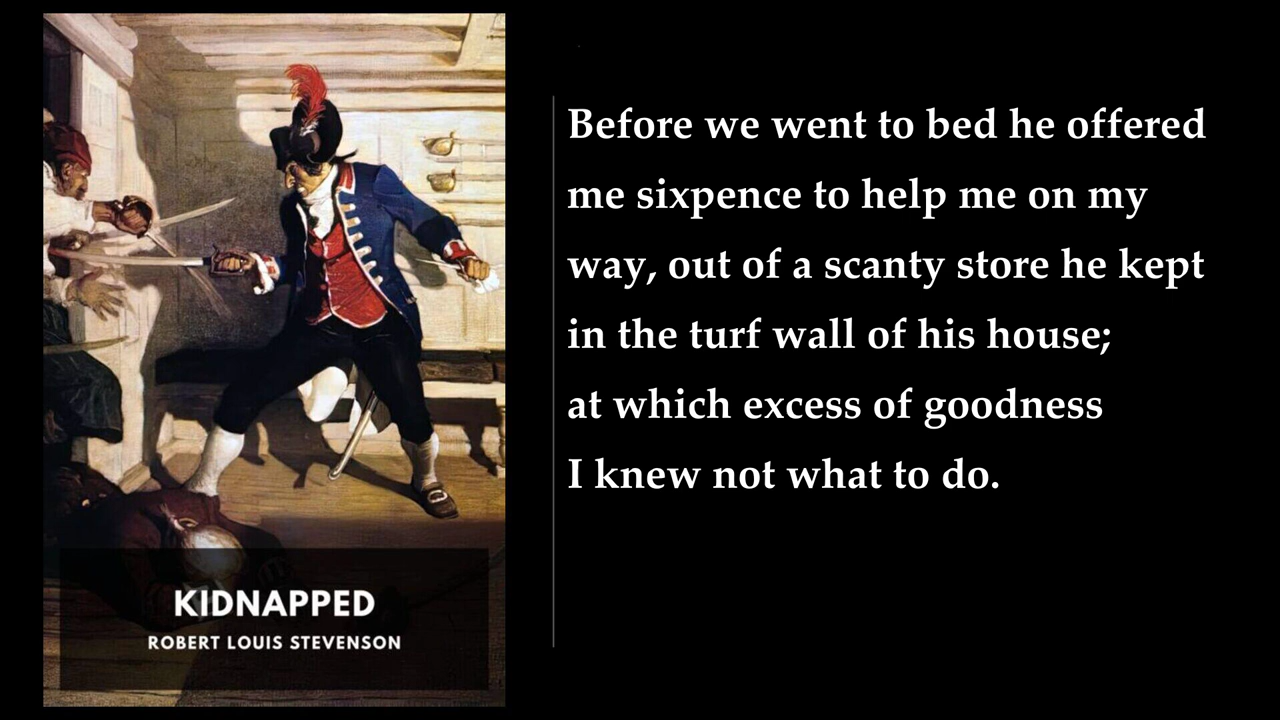 KIDNAPPED
ROBERT LOUIS STEVENSON
Before we went to bed he offered
me sixpence to help me on my
way, out of a scanty store he kept
in the turf wall of his house;
at which excess of goodness
I knew not what to do.